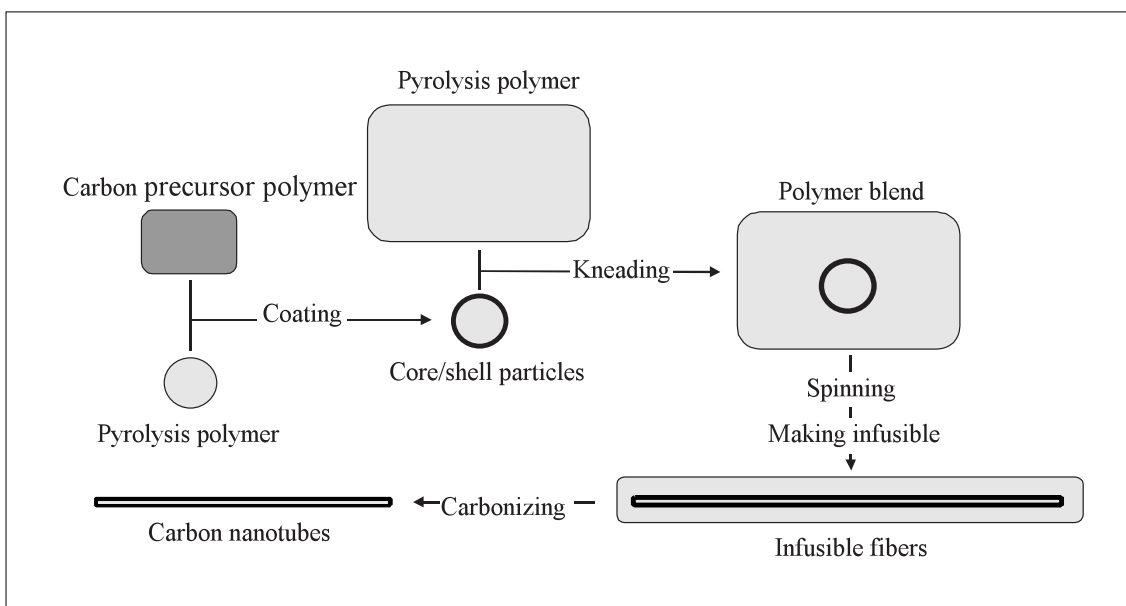 Pyrolysis polymer
Carbon precursor polymer
Polymer blend
Kneading
Coating
Core/shell particles
Spinning
Pyrolysis polymer
Making infusible
Carbonizing
Carbon nanotubes
Infusible fibers